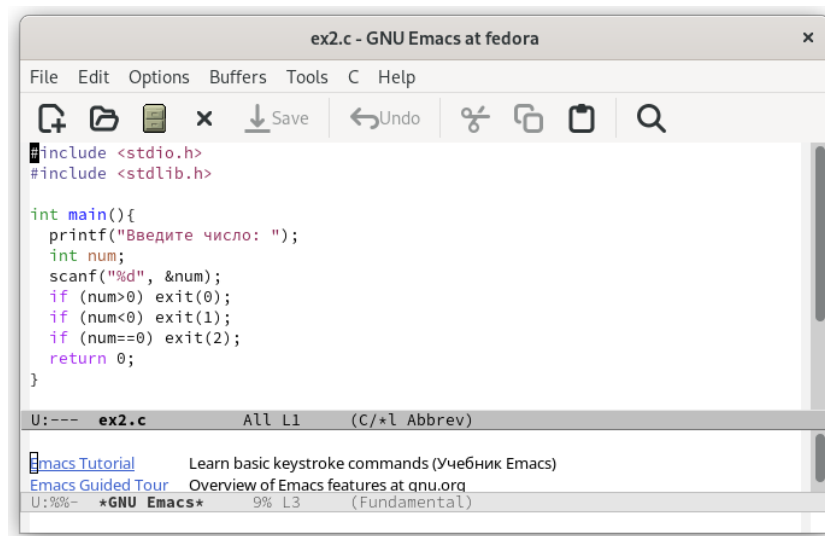 ex2.c - GNU Emacs at fedora
File Edit Options Buffers Tools C Help
Save Undo
#include <stdio.h>
#include <stdlib.h>
int main(){
  printf("Введите число: ");
  int num;
  scanf("%d", &num);
  if (num>0) exit(0);
  if (num<0) exit(1);
  if (num==0) exit(2);
  return 0;
}
U:--- ex2.c All L1 (C/*l Abbrev)
Emacs Tutorial Learn basic keystroke commands (Учебник Emacs)
Emacs Guided Tour Overview of Emacs features at gnu.org
U:%%- *GNU Emacs* 9% L3 (Fundamental)